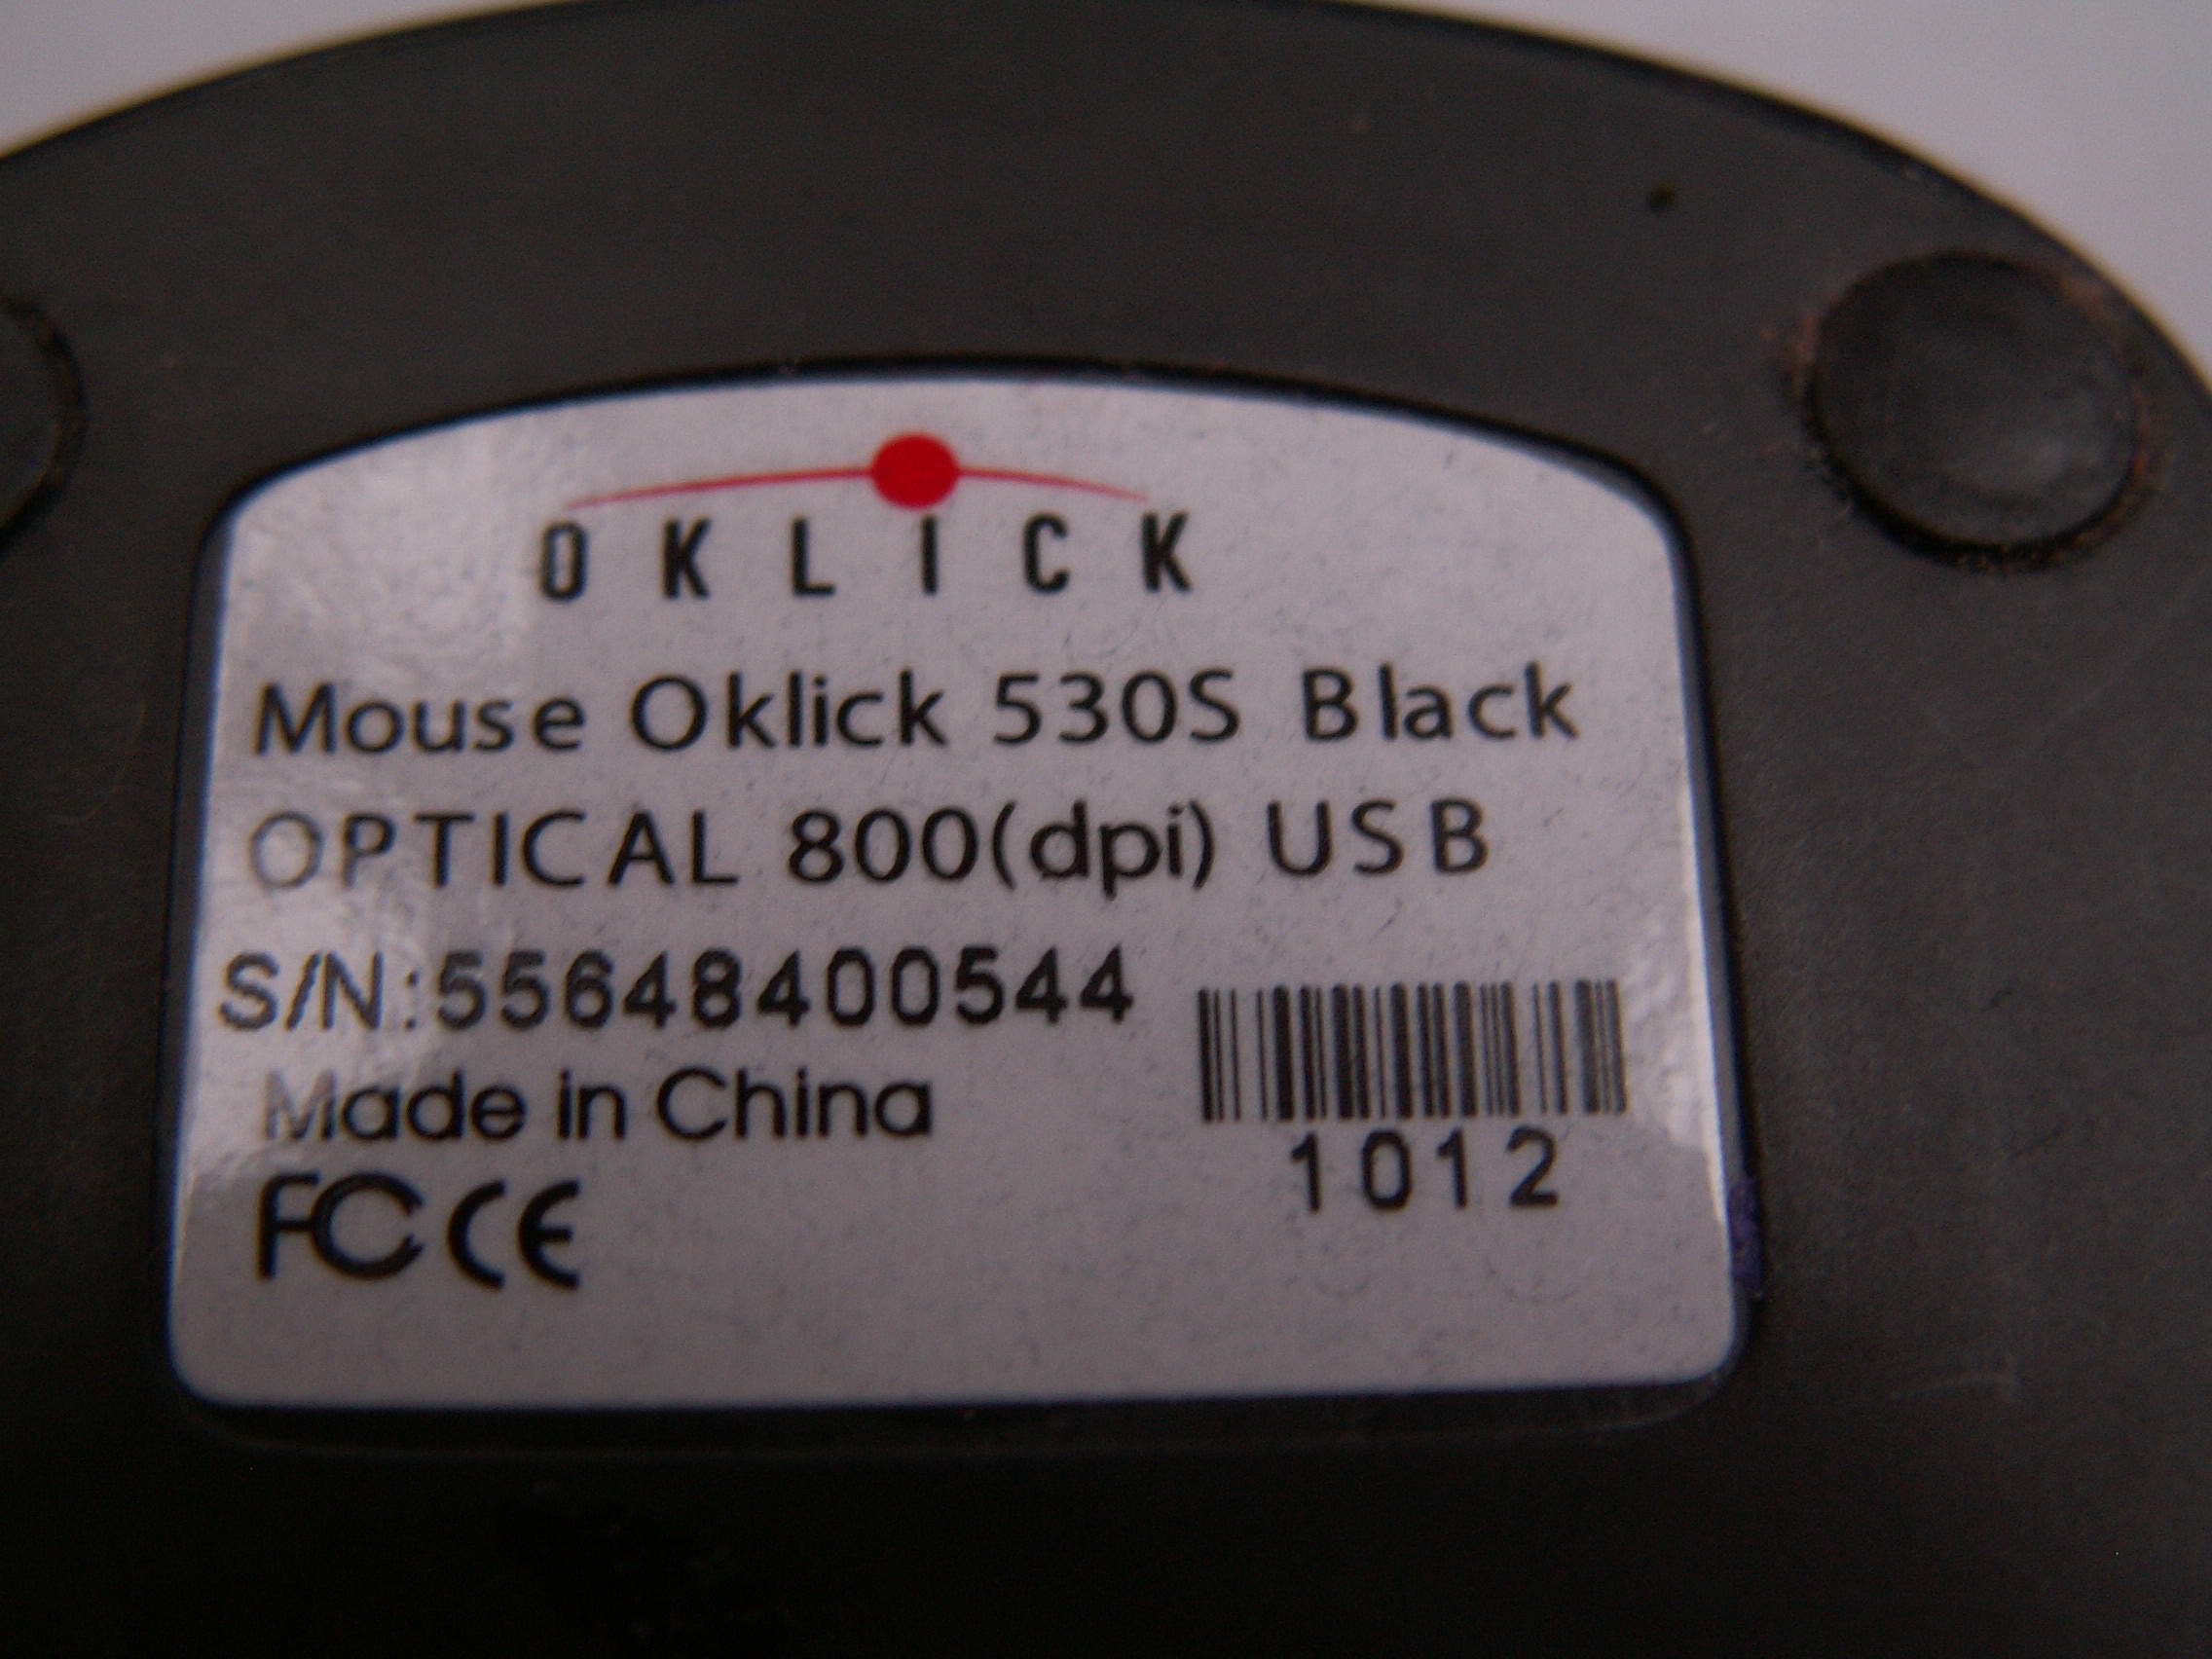 OKLICK
Mouse Oklick 530S Black
OPTICAL 800(dpi) USB
S/N:55648400544
Made in China
1012
FC CE